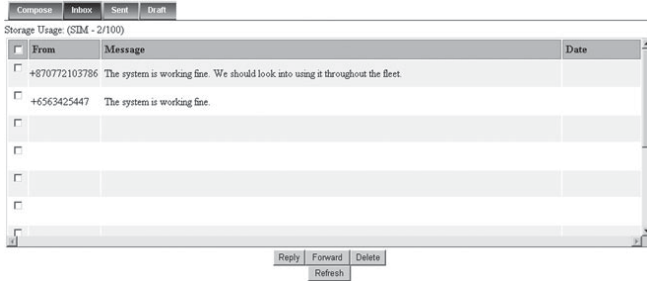 Compose Inbox Sent Draft
Storage Usage: (SIM - 2/100)
From Message Date
+870772103786 The system is working fine. We should look into using it throughout the fleet.
+6563425447 The system is working fine.
Reply Forward Delete
Refresh